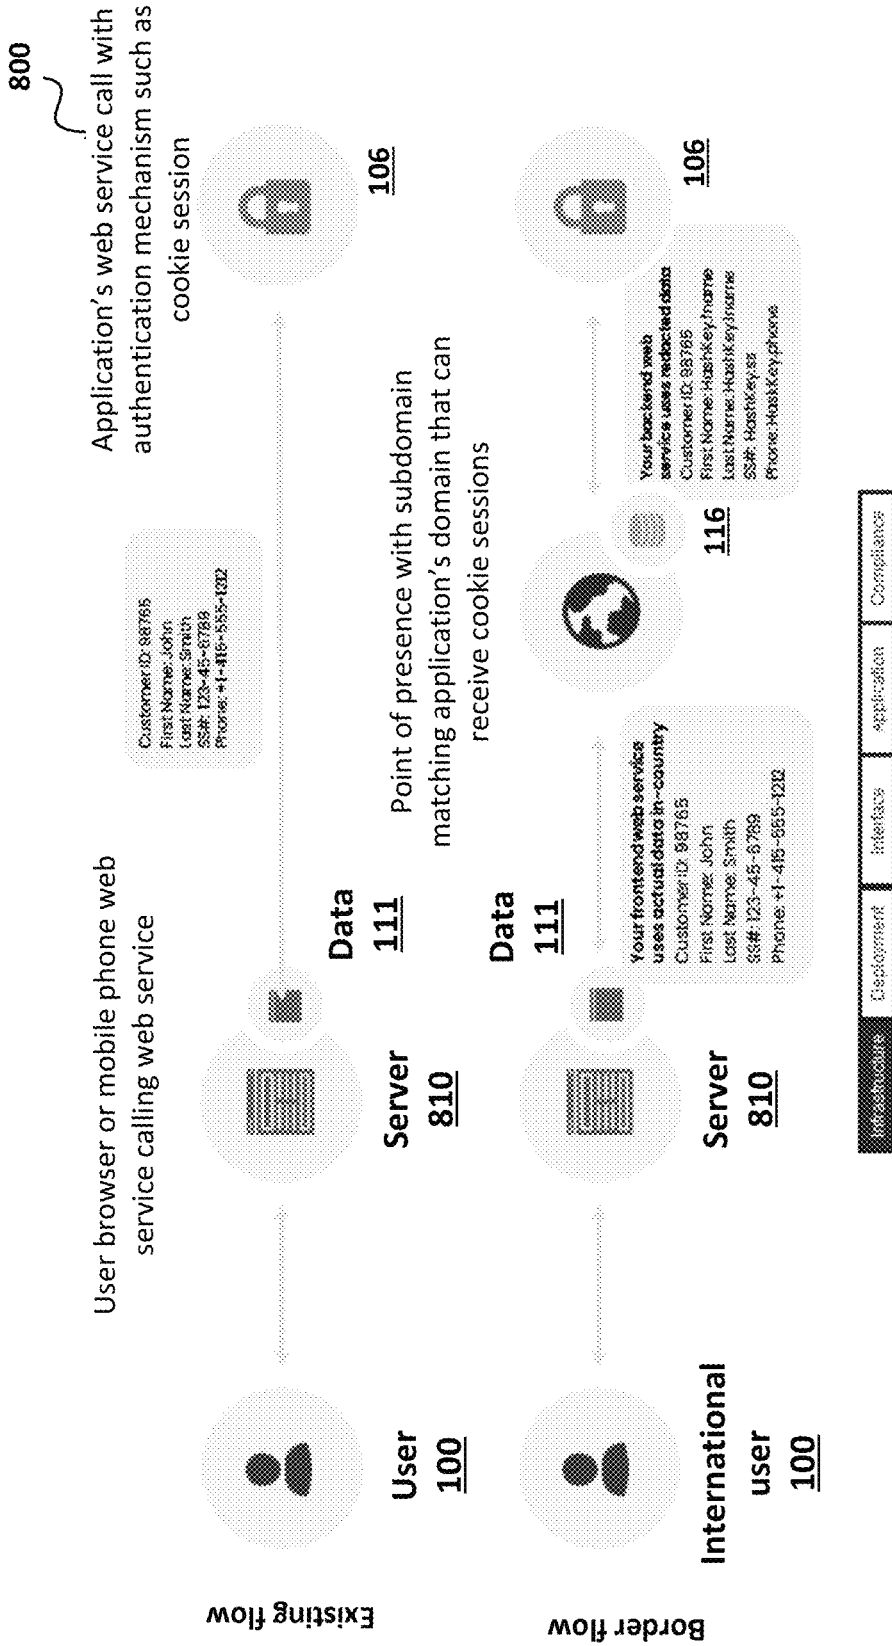 800
Application's web service call with
authentication mechanism such as
cookie session
User browser or mobile phone web
service calling web service
Customer ID: 98765
First Name: John
Last Name: Smith
SS#: 123-45-6789
Phone: +1-415-555-1212
Existing flow
User
100
Server
810
Data
111
106
Point of presence with subdomain
matching application's domain that can
receive cookie sessions
Border flow
International
user
100
Server
810
Data
111
Your frontend web service
uses actual data in-country
Customer ID: 98765
First Name: John
Last Name: Smith
SS#: 123-45-6789
Phone: +1-415-555-1212
116
Your backend web
service uses redacted data
Customer ID: 98765
First Name: HashKey.fname
Last Name: HashKey.lname
SS#: HashKey.ss
Phone: HaskKey.phone
106
Infrastructure
Deployment
Interface
Application
Compliance